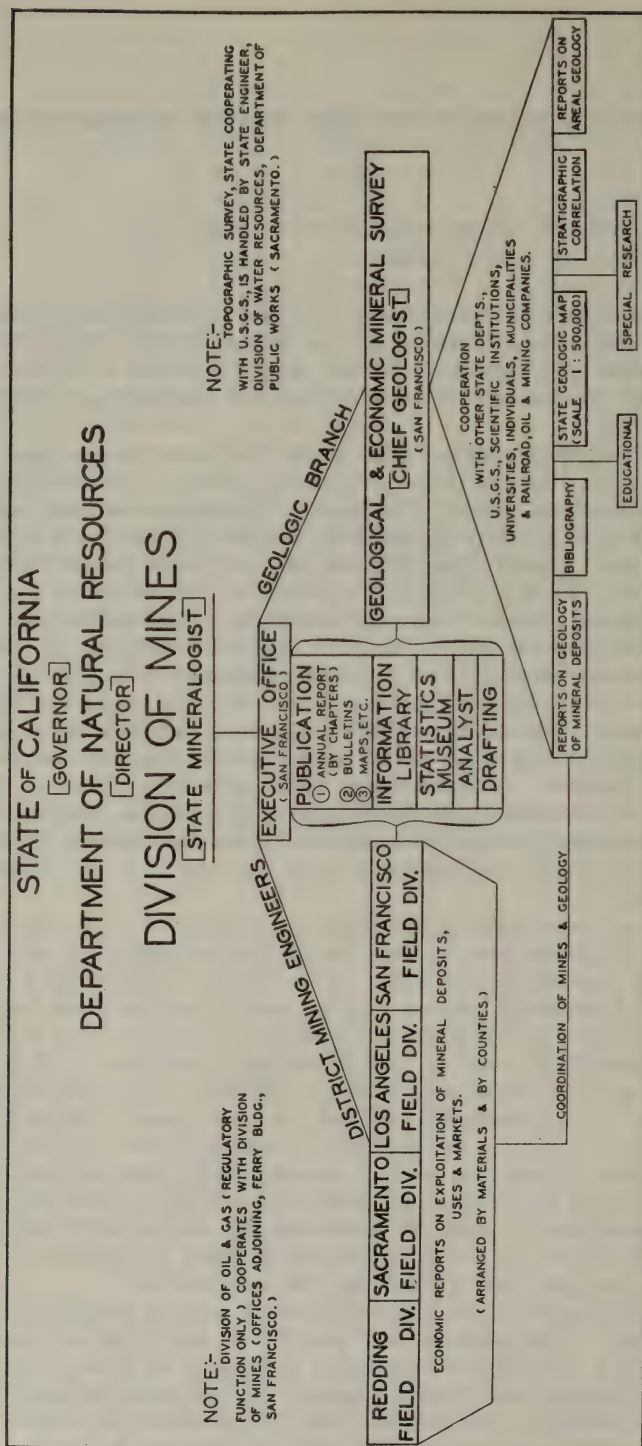 STATE OF CALIFORNIA
[GOVERNOR]
DEPARTMENT OF NATURAL RESOURCES
[DIRECTOR]
DIVISION OF MINES
[STATE MINERALOGIST]
NOTE:-
DIVISION OF OIL & GAS (REGULATORY
FUNCTION ONLY) COOPERATES WITH DIVISION
OF MINES (OFFICES ADJOINING, FERRY BLDG.,
SAN FRANCISCO.)
NOTE:-
TOPOGRAPHIC SURVEY, STATE COOPERATING
WITH U.S.G.S., IS HANDLED BY STATE ENGINEER,
DIVISION OF WATER RESOURCES, DEPARTMENT OF
PUBLIC WORKS (SACRAMENTO.)
DISTRICT MINING ENGINEERS
EXECUTIVE OFFICE
(SAN FRANCISCO)
GEOLOGIC BRANCH
PUBLICATION
① ANNUAL REPORT
(BY CHAPTERS)
② BULLETINS
③ MAPS, ETC.
INFORMATION
LIBRARY
STATISTICS
MUSEUM
ANALYST
DRAFTING
REDDING
FIELD DIV.
SACRAMENTO
FIELD DIV.
LOS ANGELES
FIELD DIV.
SAN FRANCISCO
FIELD DIV.
ECONOMIC REPORTS ON EXPLOITATION OF MINERAL DEPOSITS,
USES & MARKETS.
(ARRANGED BY MATERIALS & BY COUNTIES)
GEOLOGICAL & ECONOMIC MINERAL SURVEY
[CHIEF GEOLOGIST]
(SAN FRANCISCO)
COOPERATION
WITH OTHER STATE DEPTS.,
U.S.G.S., SCIENTIFIC INSTITUTIONS,
UNIVERSITIES, INDIVIDUALS, MUNICIPALITIES
& RAILROAD, OIL & MINING COMPANIES.
COORDINATION OF MINES & GEOLOGY
REPORTS ON GEOLOGY
OF MINERAL DEPOSITS
BIBLIOGRAPHY
STATE GEOLOGIC MAP
(SCALE 1:500,000)
STRATIGRAPHIC
CORRELATION
REPORTS ON
AREAL GEOLOGY
EDUCATIONAL
SPECIAL RESEARCH